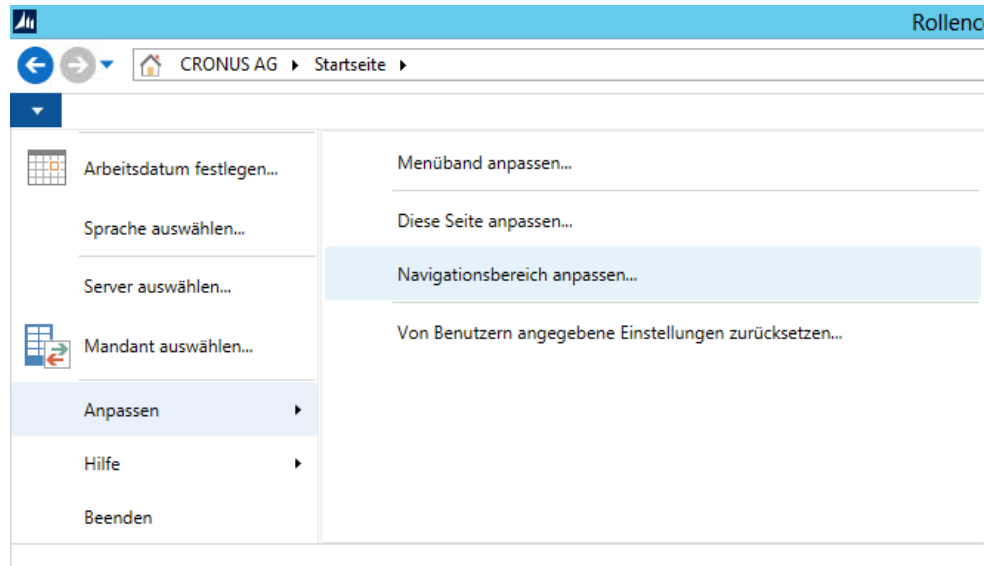 Rollenc
CRONUS AG Startseite
Arbeitsdatum festlegen...
Sprache auswählen...
Server auswählen...
Mandant auswählen...
Anpassen
Hilfe
Beenden
Menüband anpassen...
Diese Seite anpassen...
Navigationsbereich anpassen...
Von Benutzern angegebene Einstellungen zurücksetzen...